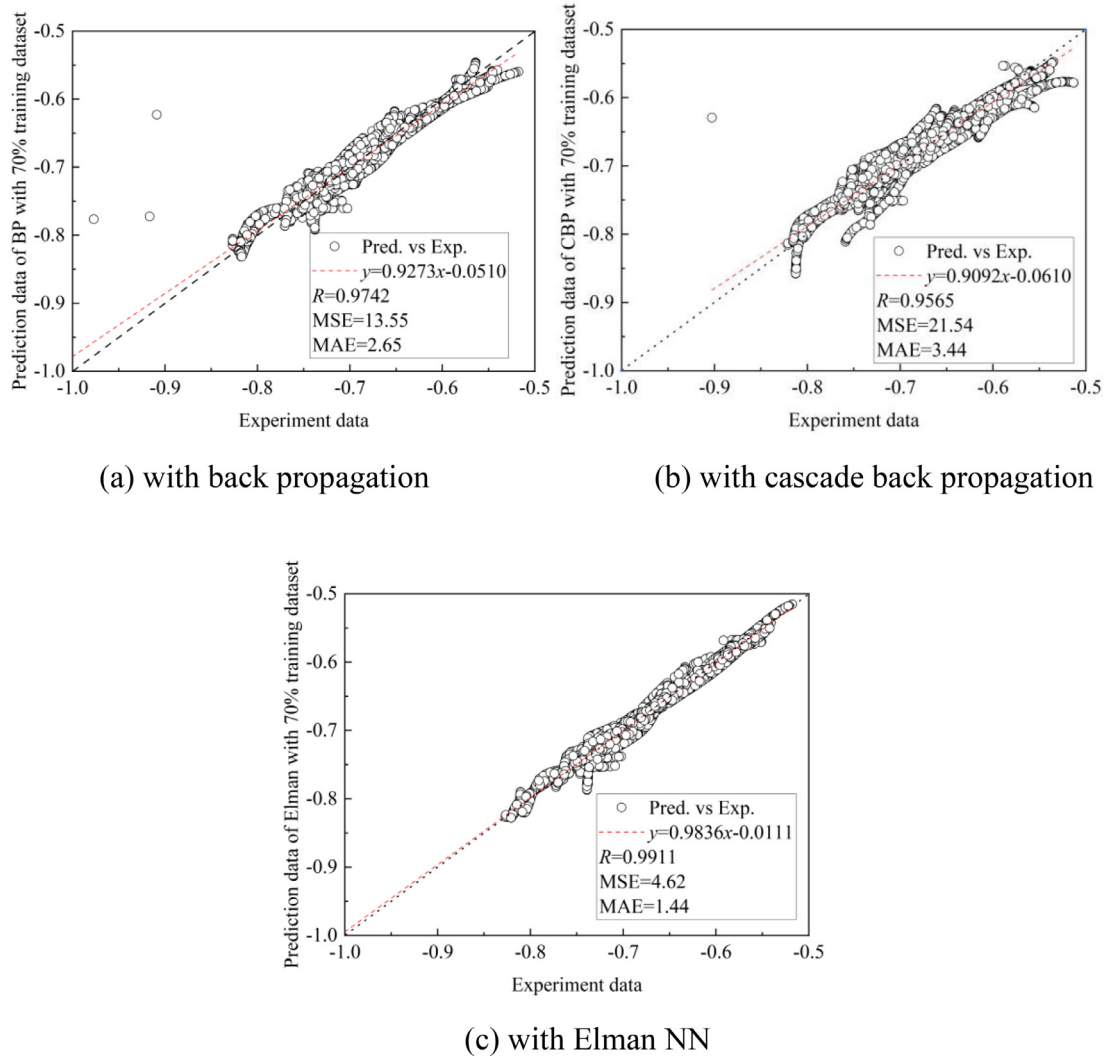 Prediction data of BP with 70% training dataset
-0.5
-0.6
-0.7
-0.8
-0.9
-1.0
-1.0 -0.9 -0.8 -0.7 -0.6 -0.5
Experiment data
Pred. vs Exp.
y=0.9273x-0.0510
R=0.9742
MSE=13.55
MAE=2.65
(a) with back propagation
Prediction data of CBP with 70% training dataset
-0.5
-0.6
-0.7
-0.8
-0.9
-1.0
-1.0 -0.9 -0.8 -0.7 -0.6 -0.5
Experiment data
Pred. vs Exp.
y=0.9092x-0.0610
R=0.9565
MSE=21.54
MAE=3.44
(b) with cascade back propagation
Prediction data of Elman with 70% training dataset
-0.5
-0.6
-0.7
-0.8
-0.9
-1.0
-1.0 -0.9 -0.8 -0.7 -0.6 -0.5
Experiment data
Pred. vs Exp.
y=0.9836x-0.0111
R=0.9911
MSE=4.62
MAE=1.44
(c) with Elman NN